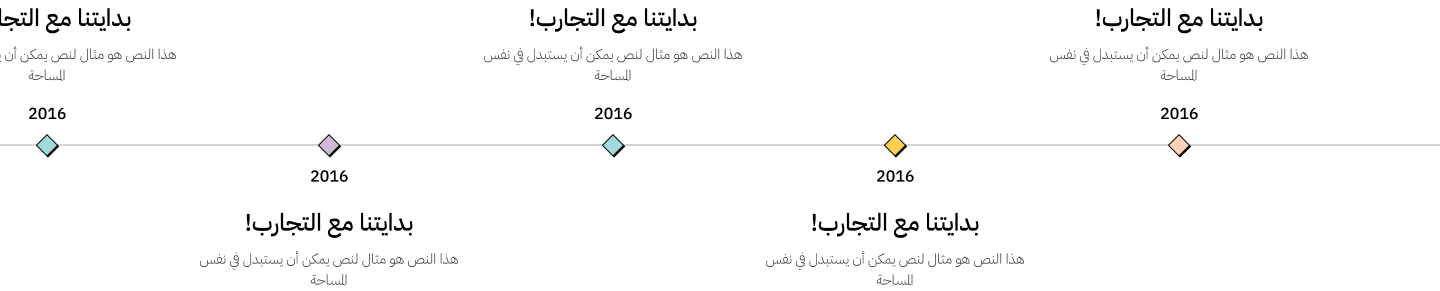 بدايتنا مع التجارب!
هذا النص هو مثال لنص يمكن أن يستبدل في نفس
المساحة
2016
2016
بدايتنا مع التجارب!
هذا النص هو مثال لنص يمكن أن يستبدل في نفس
المساحة
بدايتنا مع التجارب!
هذا النص هو مثال لنص يمكن أن يستبدل في نفس
المساحة
2016
2016
بدايتنا مع التجارب!
هذا النص هو مثال لنص يمكن أن يستبدل في نفس
المساحة
بدايتنا مع
هذا النص هو مثال لنص يمكن أن
المساحة
2016